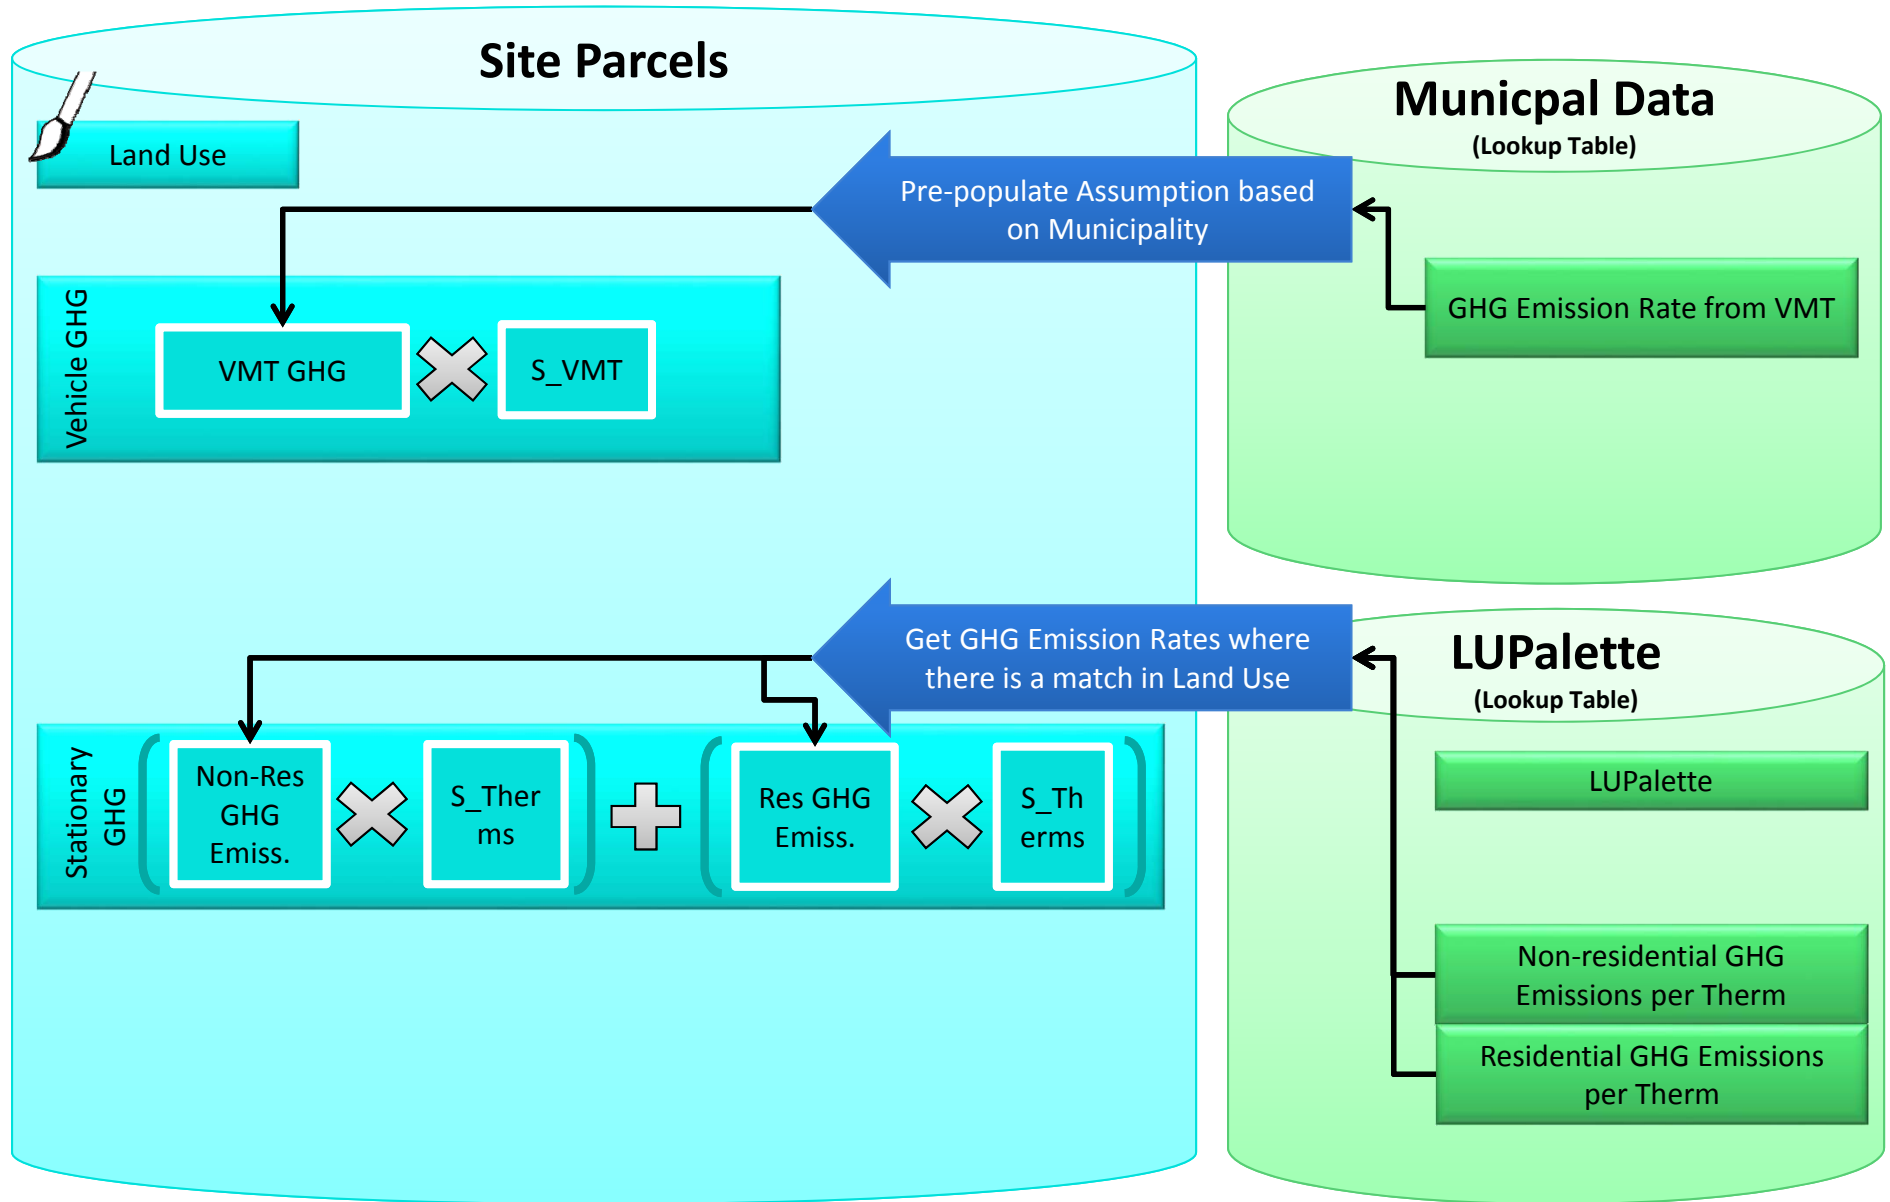 Site Parcels
Land Use
Vehicle GHG
VMT GHG
S_VMT
Pre-populate Assumption based
on Municipality
Municpal Data
(Lookup Table)
GHG Emission Rate from VMT
Get GHG Emission Rates where
there is a match in Land Use
Stationary
GHG
Non-Res
GHG
Emiss.
S_Ther
ms
Res GHG
Emiss.
S_Th
erms
LUPalette
(Lookup Table)
LUPalette
Non-residential GHG
Emissions per Therm
Residential GHG Emissions
per Therm